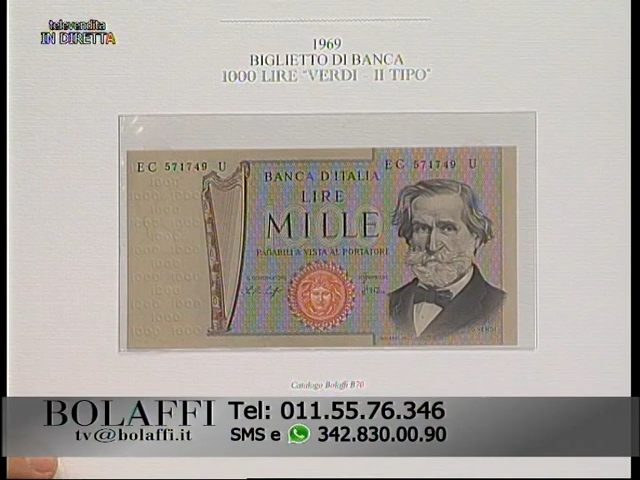 televendita
IN DIRETTA
1969
BIGLIETTO DI BANCA
1000 LIRE "VERDI - II TIPO"
EC 571749 U
EC 571749 U
BANCA D'ITALIA
LIRE
MILLE
PAGABILI A VISTA AL PORTATORE
Catalogo Bolaffi B70
BOLAFFI
tv@bolaffi.it
Tel: 011.55.76.346
SMS e 342.830.00.90